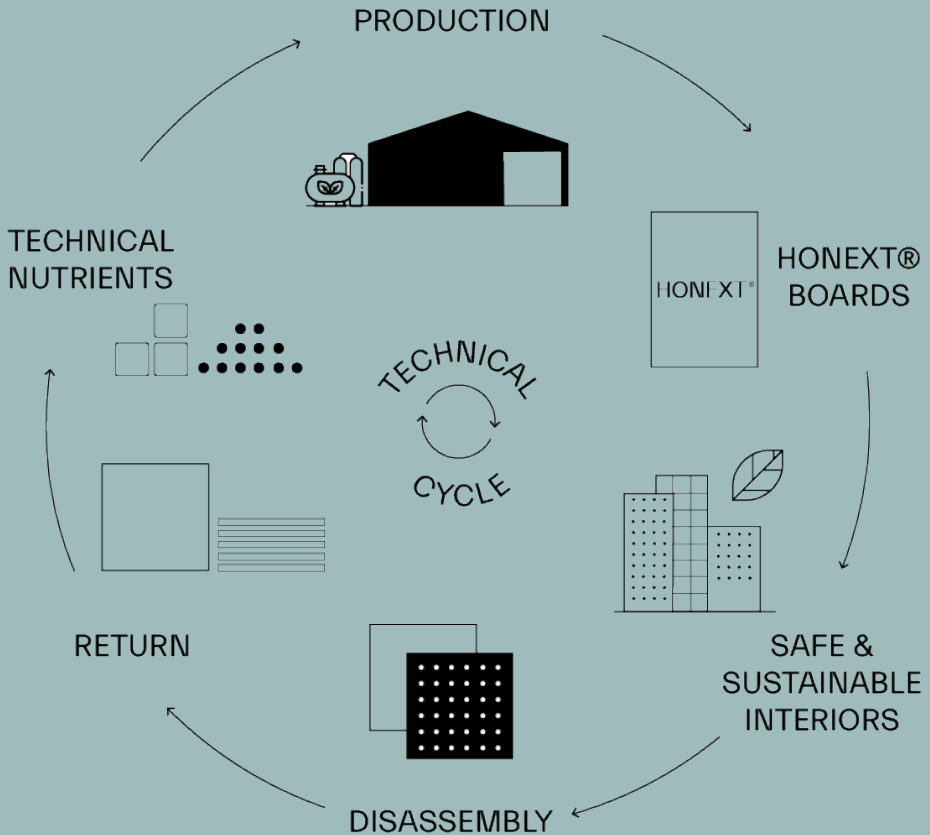 PRODUCTION
HONEXT®
BOARDS
HONEXT®
SAFE &
SUSTAINABLE
INTERIORS
DISASSEMBLY
RETURN
TECHNICAL
NUTRIENTS
TECHNICAL
CYCLE